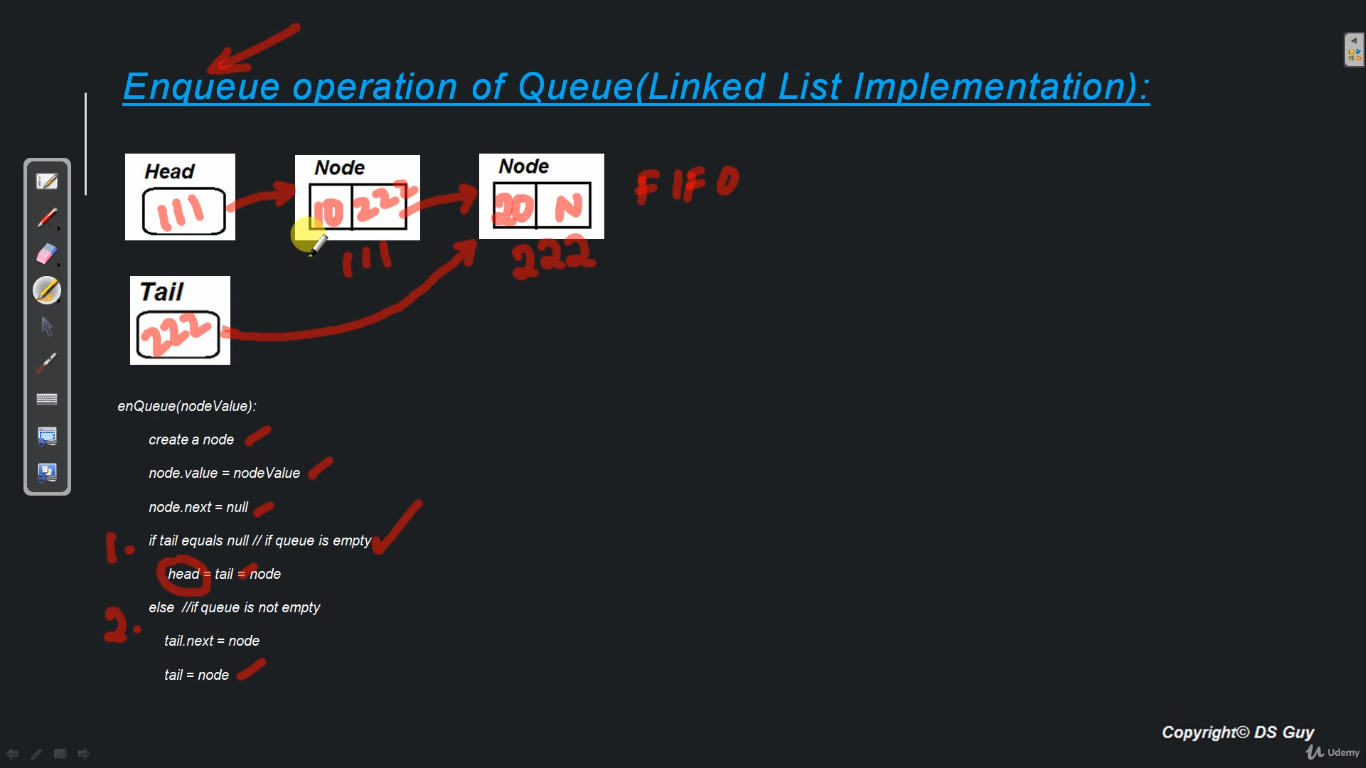 Enqueue operation of Queue(Linked List Implementation):
Head
111
Node
10 222
111
Node
20 N
222
FIFO
Tail
222
enQueue(nodeValue):
create a node
node.value = nodeValue
node.next = null
1. if tail equals null // if queue is empty
head = tail = node
2. else //if queue is not empty
tail.next = node
tail = node
Copyright© DS Guy
Udemy